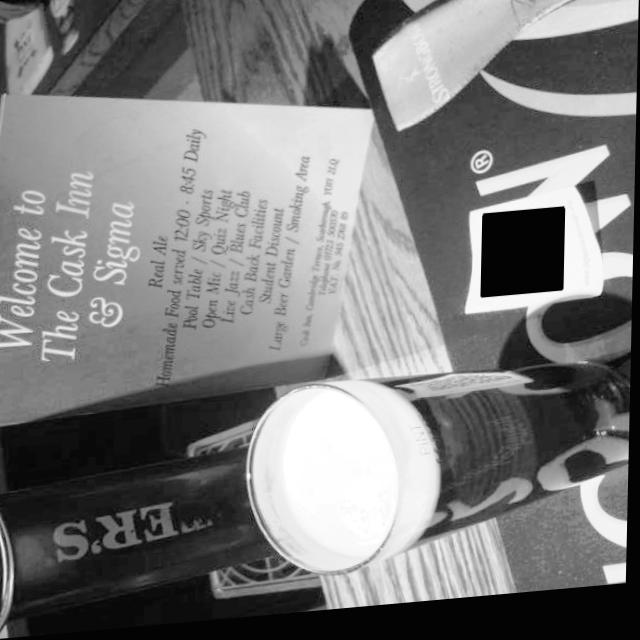 Welcome to
The Cask Inn
& Sigma
Real Ale
Homemade Food served 12:00 - 8:45 Daily
Pool Table / Sky Sports
Open Mic / Quiz Night
Live Jazz / Blues Club
Cash Back Facilities
Student Discount
Large Beer Garden / Smoking Area
STRONGBOW
®
ER'S
PINT